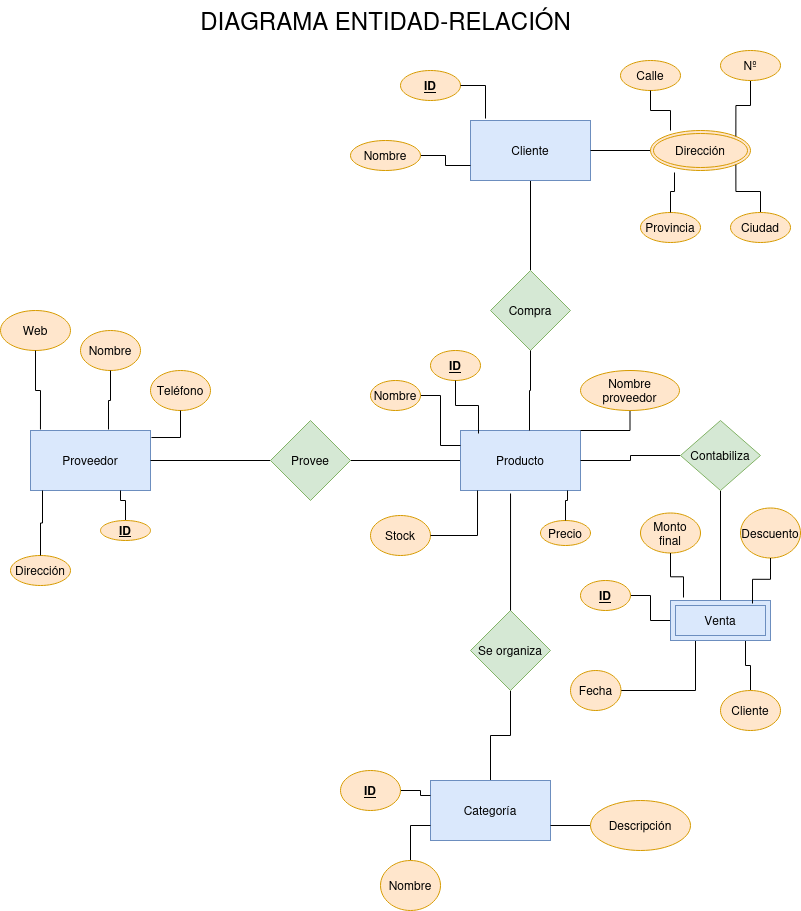 DIAGRAMA ENTIDAD-RELACIÓN
Nº
Calle
ID
Cliente
Dirección
Nombre
Provincia
Ciudad
Compra
Web
Nombre
ID
Teléfono
Nombre
Nombre
proveedor
Proveedor
Provee
Producto
Contabiliza
ID
Stock
Precio
Monto
final
Descuento
Dirección
ID
Venta
Se organiza
Fecha
Cliente
ID
Categoría
Descripción
Nombre